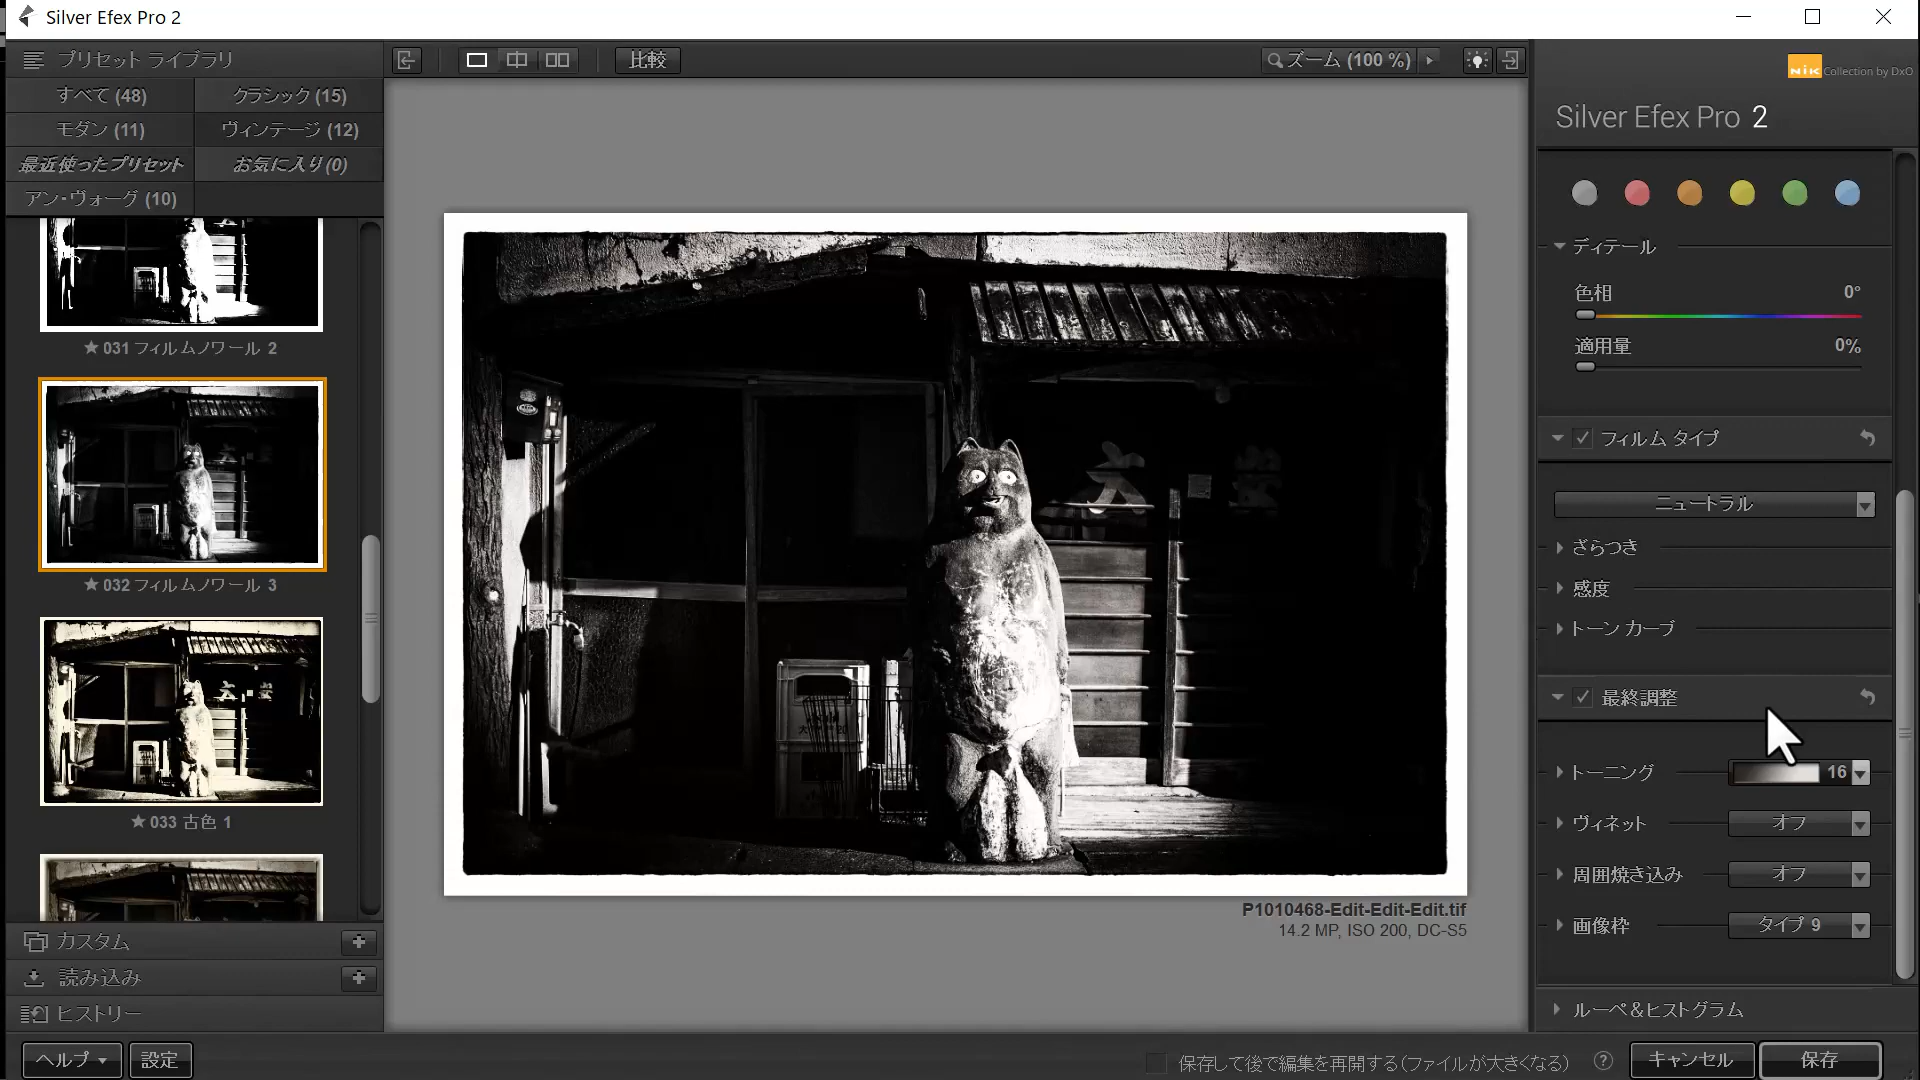 Silver Efex Pro 2
プリセット ライブラリ
すべて (48)
クラシック (15)
モダン (11)
ヴィンテージ (12)
最近使ったプリセット
お気に入り (0)
アン・ヴォーグ (10)
★ 031 フィルムノワール 2
★ 032 フィルムノワール 3
★ 033 古色 1
カスタム
読み込み
ヒストリー
ヘルプ
設定
比較
ズーム (100 %)
P1010468-Edit-Edit-Edit.tif
14.2 MP, ISO 200, DC-S5
Nik Collection by DxO
Silver Efex Pro 2
ディテール
色相 0°
適用量 0%
フィルム タイプ
ニュートラル
ざらつき
感度
トーン カーブ
最終調整
トーニング 16
ヴィネット オフ
周囲焼き込み オフ
画像枠 タイプ 9
ルーペ&ヒストグラム
保存して後で編集を再開する(ファイルが大きくなる)
?
キャンセル
保存